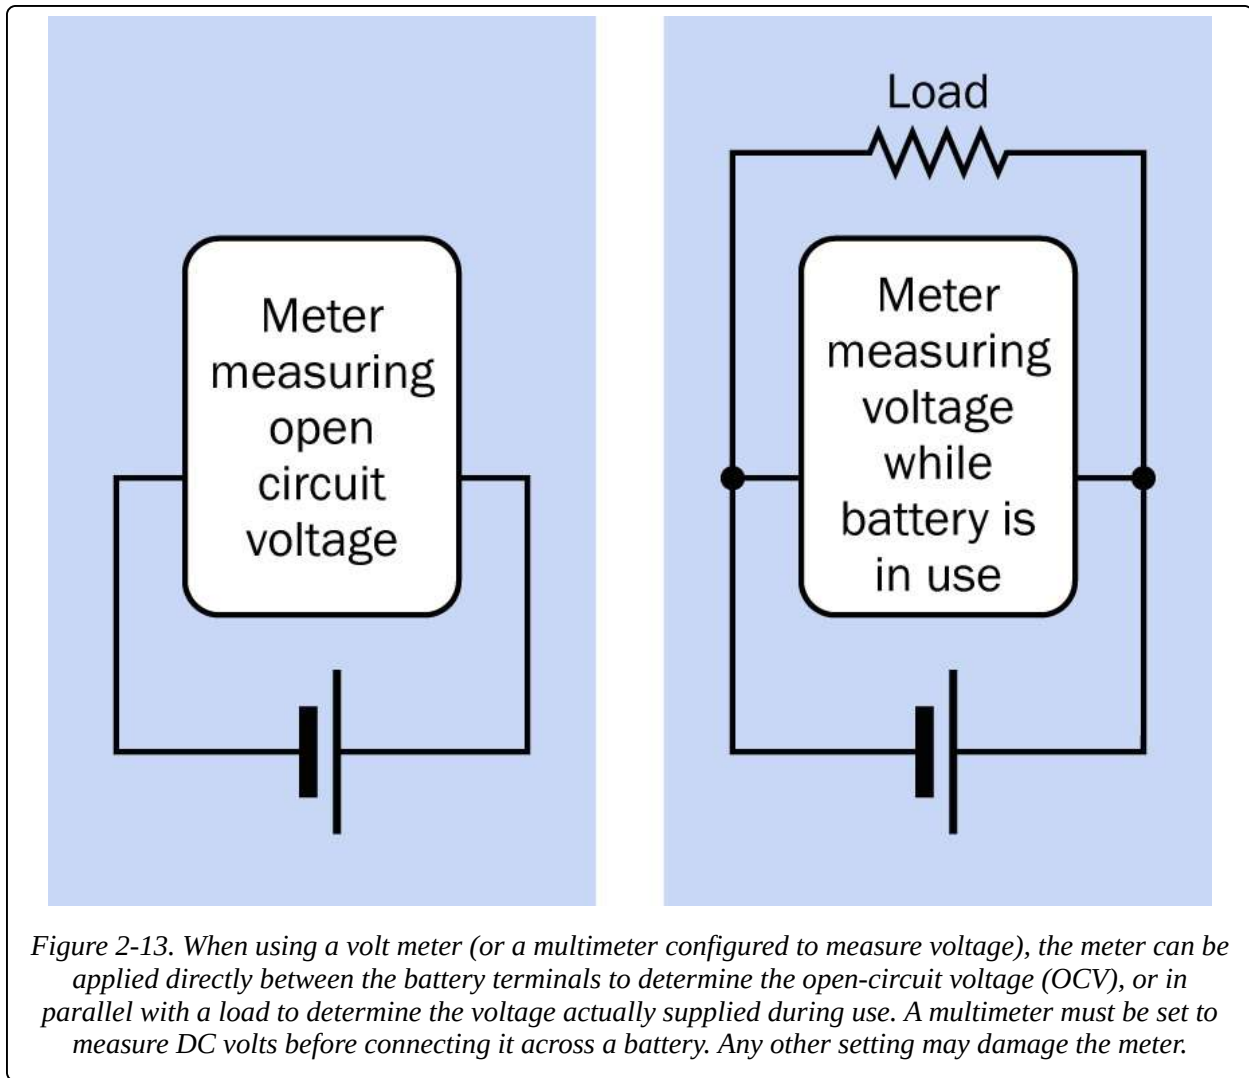 Meter
measuring
open
circuit
voltage
Load
Meter
measuring
voltage
while
battery is
in use
Figure 2-13. When using a volt meter (or a multimeter configured to measure voltage), the meter can be
applied directly between the battery terminals to determine the open-circuit voltage (OCV), or in
parallel with a load to determine the voltage actually supplied during use. A multimeter must be set to
measure DC volts before connecting it across a battery. Any other setting may damage the meter.